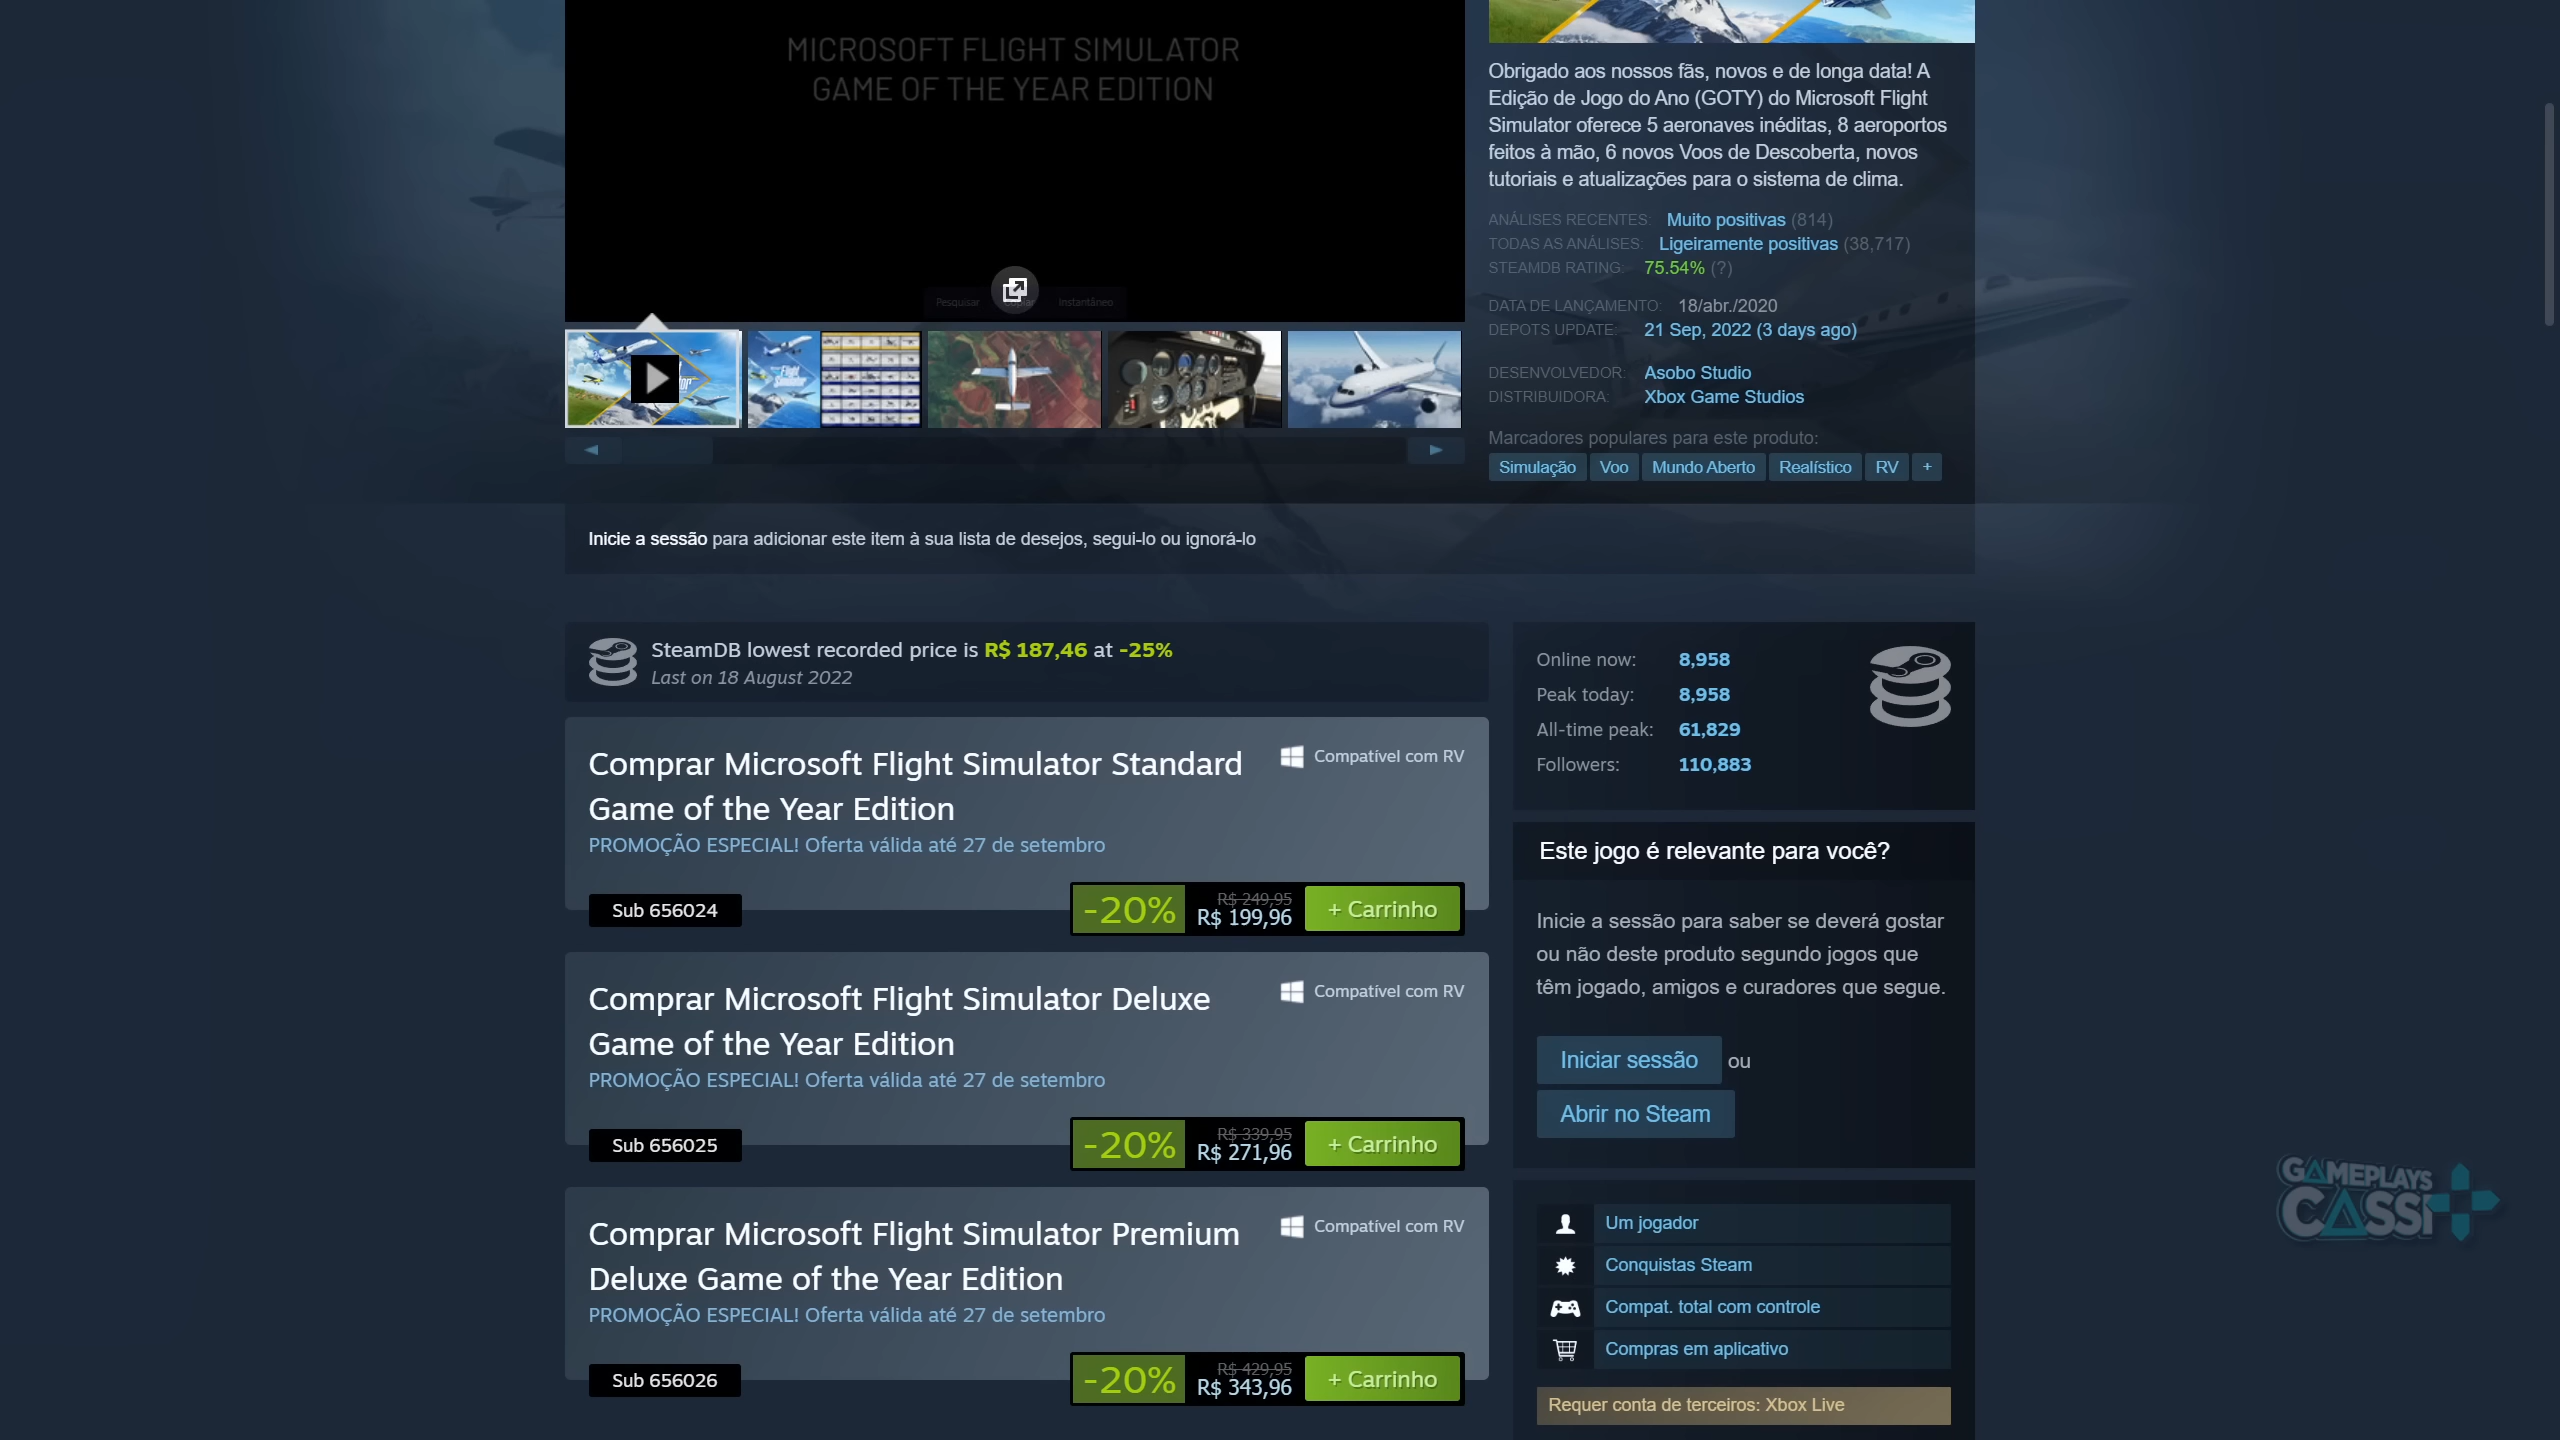 MICROSOFT FLIGHT SIMULATOR
GAME OF THE YEAR EDITION
Pesquisar
Instantâneo
Obrigado aos nossos fãs, novos e de longa data! A
Edição de Jogo do Ano (GOTY) do Microsoft Flight
Simulator oferece 5 aeronaves inéditas, 8 aeroportos
feitos à mão, 6 novos Voos de Descoberta, novos
tutoriais e atualizações para o sistema de clima.
ANÁLISES RECENTES: Muito positivas (814)
TODAS AS ANÁLISES: Ligeiramente positivas (38,717)
STEAMDB RATING: 75.54% (?)
DATA DE LANÇAMENTO: 18/abr./2020
DEPOTS UPDATE: 21 Sep, 2022 (3 days ago)
DESENVOLVEDOR: Asobo Studio
DISTRIBUIDORA: Xbox Game Studios
Marcadores populares para este produto:
Simulação Voo Mundo Aberto Realístico RV +
Inicie a sessão para adicionar este item à sua lista de desejos, segui-lo ou ignorá-lo
SteamDB lowest recorded price is R$ 187,46 at -25%
Last on 18 August 2022
Comprar Microsoft Flight Simulator Standard
Game of the Year Edition
Compatível com RV
PROMOÇÃO ESPECIAL! Oferta válida até 27 de setembro
Sub 656024
-20%
R$ 249,95
R$ 199,96
+ Carrinho
Comprar Microsoft Flight Simulator Deluxe
Game of the Year Edition
Compatível com RV
PROMOÇÃO ESPECIAL! Oferta válida até 27 de setembro
Sub 656025
-20%
R$ 339,95
R$ 271,96
+ Carrinho
Comprar Microsoft Flight Simulator Premium
Deluxe Game of the Year Edition
Compatível com RV
PROMOÇÃO ESPECIAL! Oferta válida até 27 de setembro
Sub 656026
-20%
R$ 429,95
R$ 343,96
+ Carrinho
Online now: 8,958
Peak today: 8,958
All-time peak: 61,829
Followers: 110,883
Este jogo é relevante para você?
Inicie a sessão para saber se deverá gostar
ou não deste produto segundo jogos que
têm jogado, amigos e curadores que segue.
Iniciar sessão ou
Abrir no Steam
Um jogador
Conquistas Steam
Compat. total com controle
Compras em aplicativo
Requer conta de terceiros: Xbox Live
GAMEPLAYS
CASSI